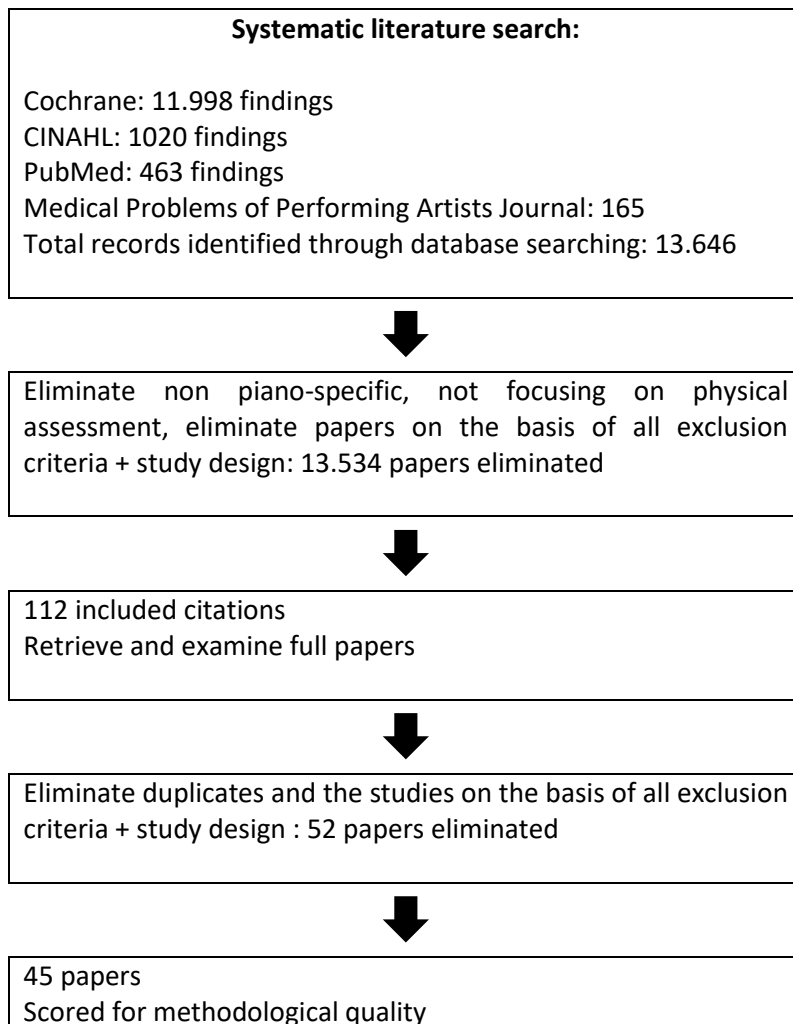 Systematic literature search:
Cochrane: 11.998 findings
CINAHL: 1020 findings
PubMed: 463 findings
Medical Problems of Performing Artists Journal: 165
Total records identified through database searching: 13.646
Eliminate non piano-specific, not focusing on physical
assessment, eliminate papers on the basis of all exclusion
criteria + study design: 13.534 papers eliminated
112 included citations
Retrieve and examine full papers
Eliminate duplicates and the studies on the basis of all exclusion
criteria + study design : 52 papers eliminated
45 papers
Scored for methodological quality